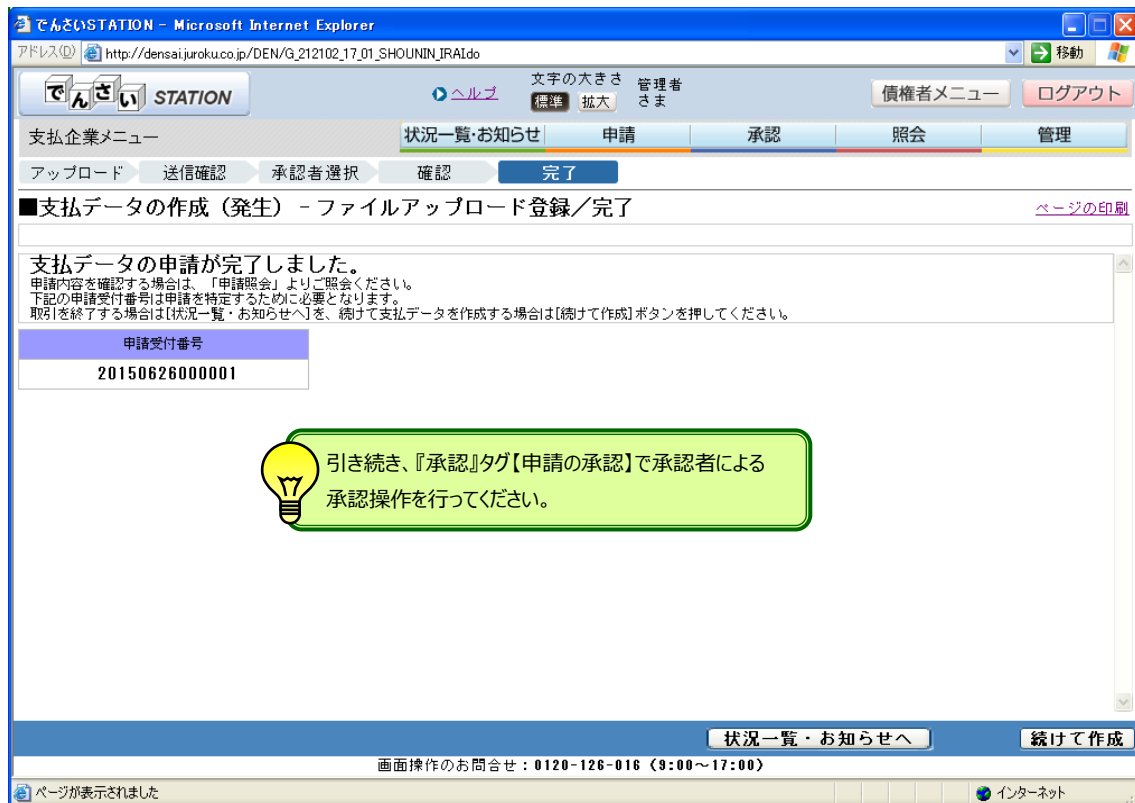 でんさいSTATION - Microsoft Internet Explorer
アドレス(D) http://densai.juroku.co.jp/DEN/G_212102_17_01_SHOUNIN_IRAIdo 移動
でんさい STATION ヘルプ 文字の大きさ 標準 拡大 管理者 さま 債権者メニュー ログアウト
支払企業メニュー 状況一覧・お知らせ 申請 承認 照会 管理
アップロード 送信確認 承認者選択 確認 完了
■支払データの作成（発生） - ファイルアップロード登録／完了 ページの印刷
支払データの申請が完了しました。
申請内容を確認する場合は、「申請照会」よりご照会ください。
下記の申請受付番号は申請を特定するために必要となります。
取引を終了する場合は[状況一覧・お知らせへ]を、続けて支払データを作成する場合は[続けて作成]ボタンを押してください。
申請受付番号
20150626000001
引き続き、『承認』タグ【申請の承認】で承認者による
承認操作を行ってください。
状況一覧・お知らせへ 続けて作成
画面操作のお問合せ：0120-126-016（9:00～17:00）
ページが表示されました インターネット